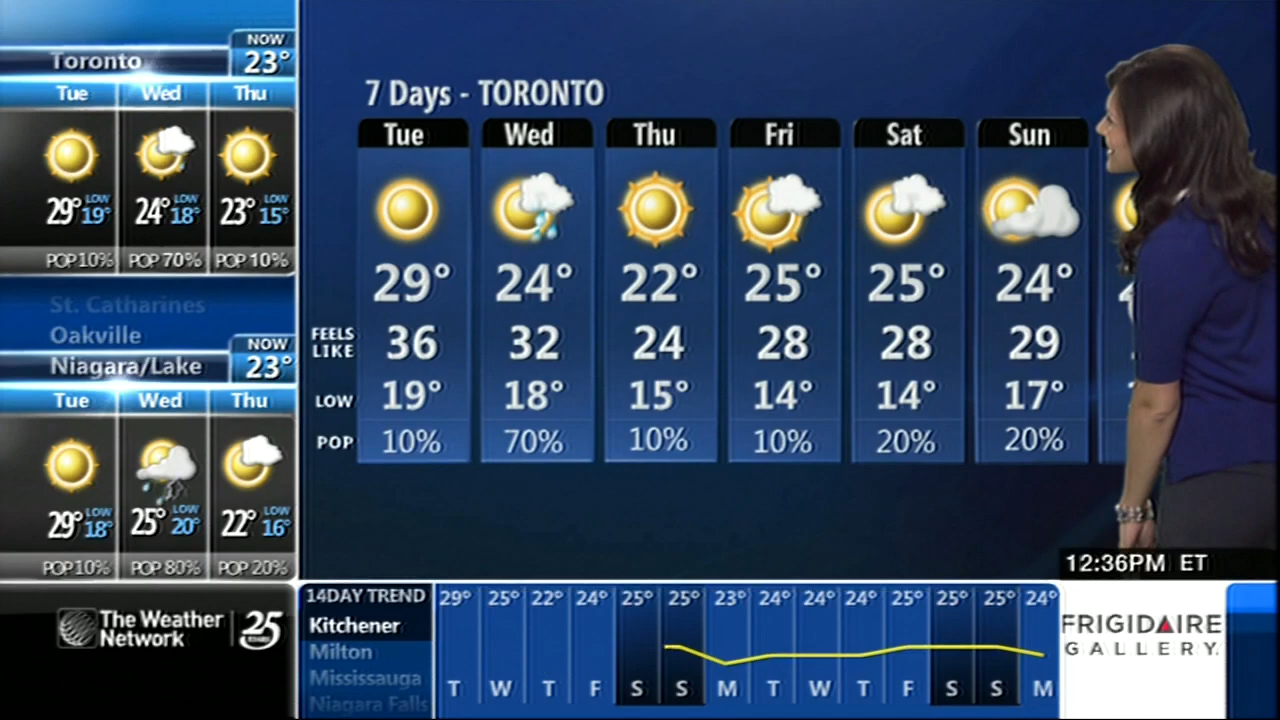 Toronto
NOW
23°
Tue Wed Thu
29° LOW 19° 24° LOW 18° 23° LOW 15°
POP 10% POP 70% POP 10%
St. Catharines
Oakville
Niagara/Lake
NOW
23°
Tue Wed Thu
29° LOW 18° 25° LOW 20° 22° LOW 16°
POP 10% POP 80% POP 20%
The Weather
Network
25
7 Days - TORONTO
Tue Wed Thu Fri Sat Sun
29° 24° 22° 25° 25° 24°
FEELS
LIKE
36 32 24 28 28 29
LOW 19° 18° 15° 14° 14° 17°
POP 10% 70% 10% 10% 20% 20%
12:36PM ET
14DAY TREND 29° 25° 22° 24° 25° 25° 23° 24° 24° 24° 25° 25° 25° 24°
Kitchener
Milton
Mississauga
Niagara Falls
T W T F S S M T W T F S S M
FRIGIDAIRE
GALLERY